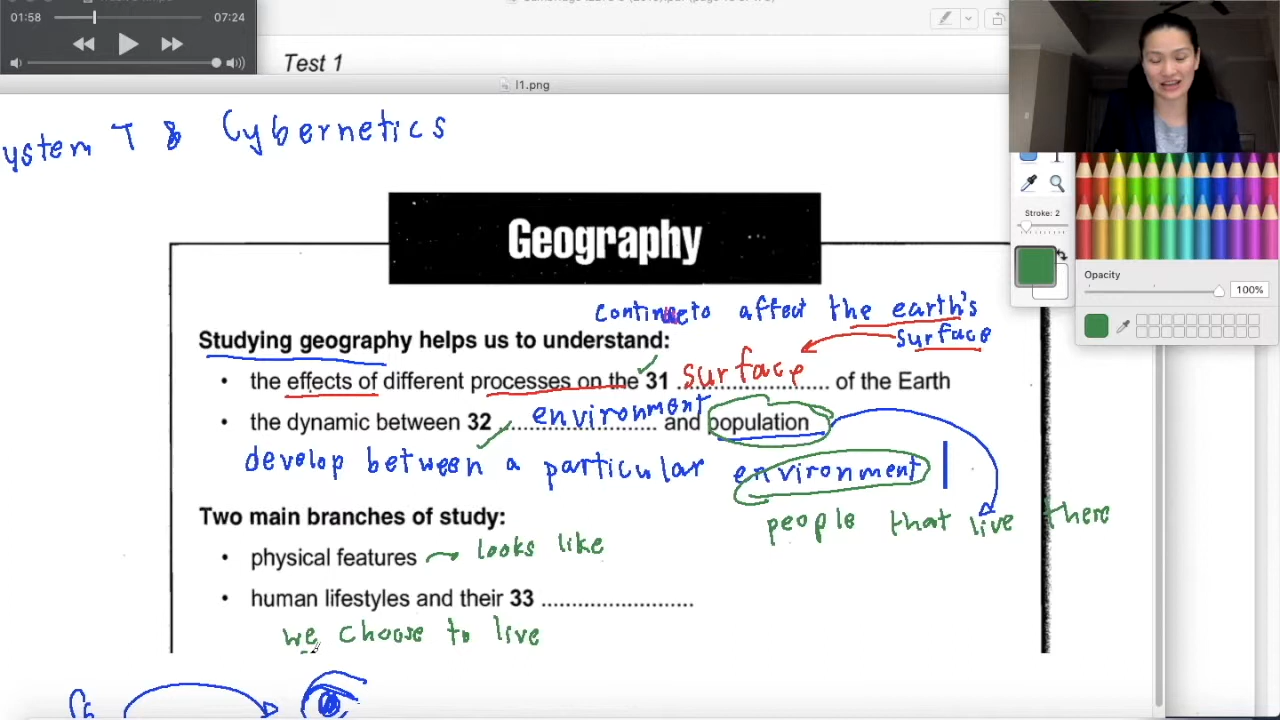 01:58 07:24
Test 1
l1.png
ystem T & Cybernetics
Geography
continue to affect the earth's
surface
Studying geography helps us to understand:
• the effects of different processes on the 31 surface of the Earth
• the dynamic between 32 environment and population
develop between a particular environment
people that live there
Two main branches of study:
• physical features → looks like
• human lifestyles and their 33 .........................
we choose to live
Stroke: 2
Opacity
100%